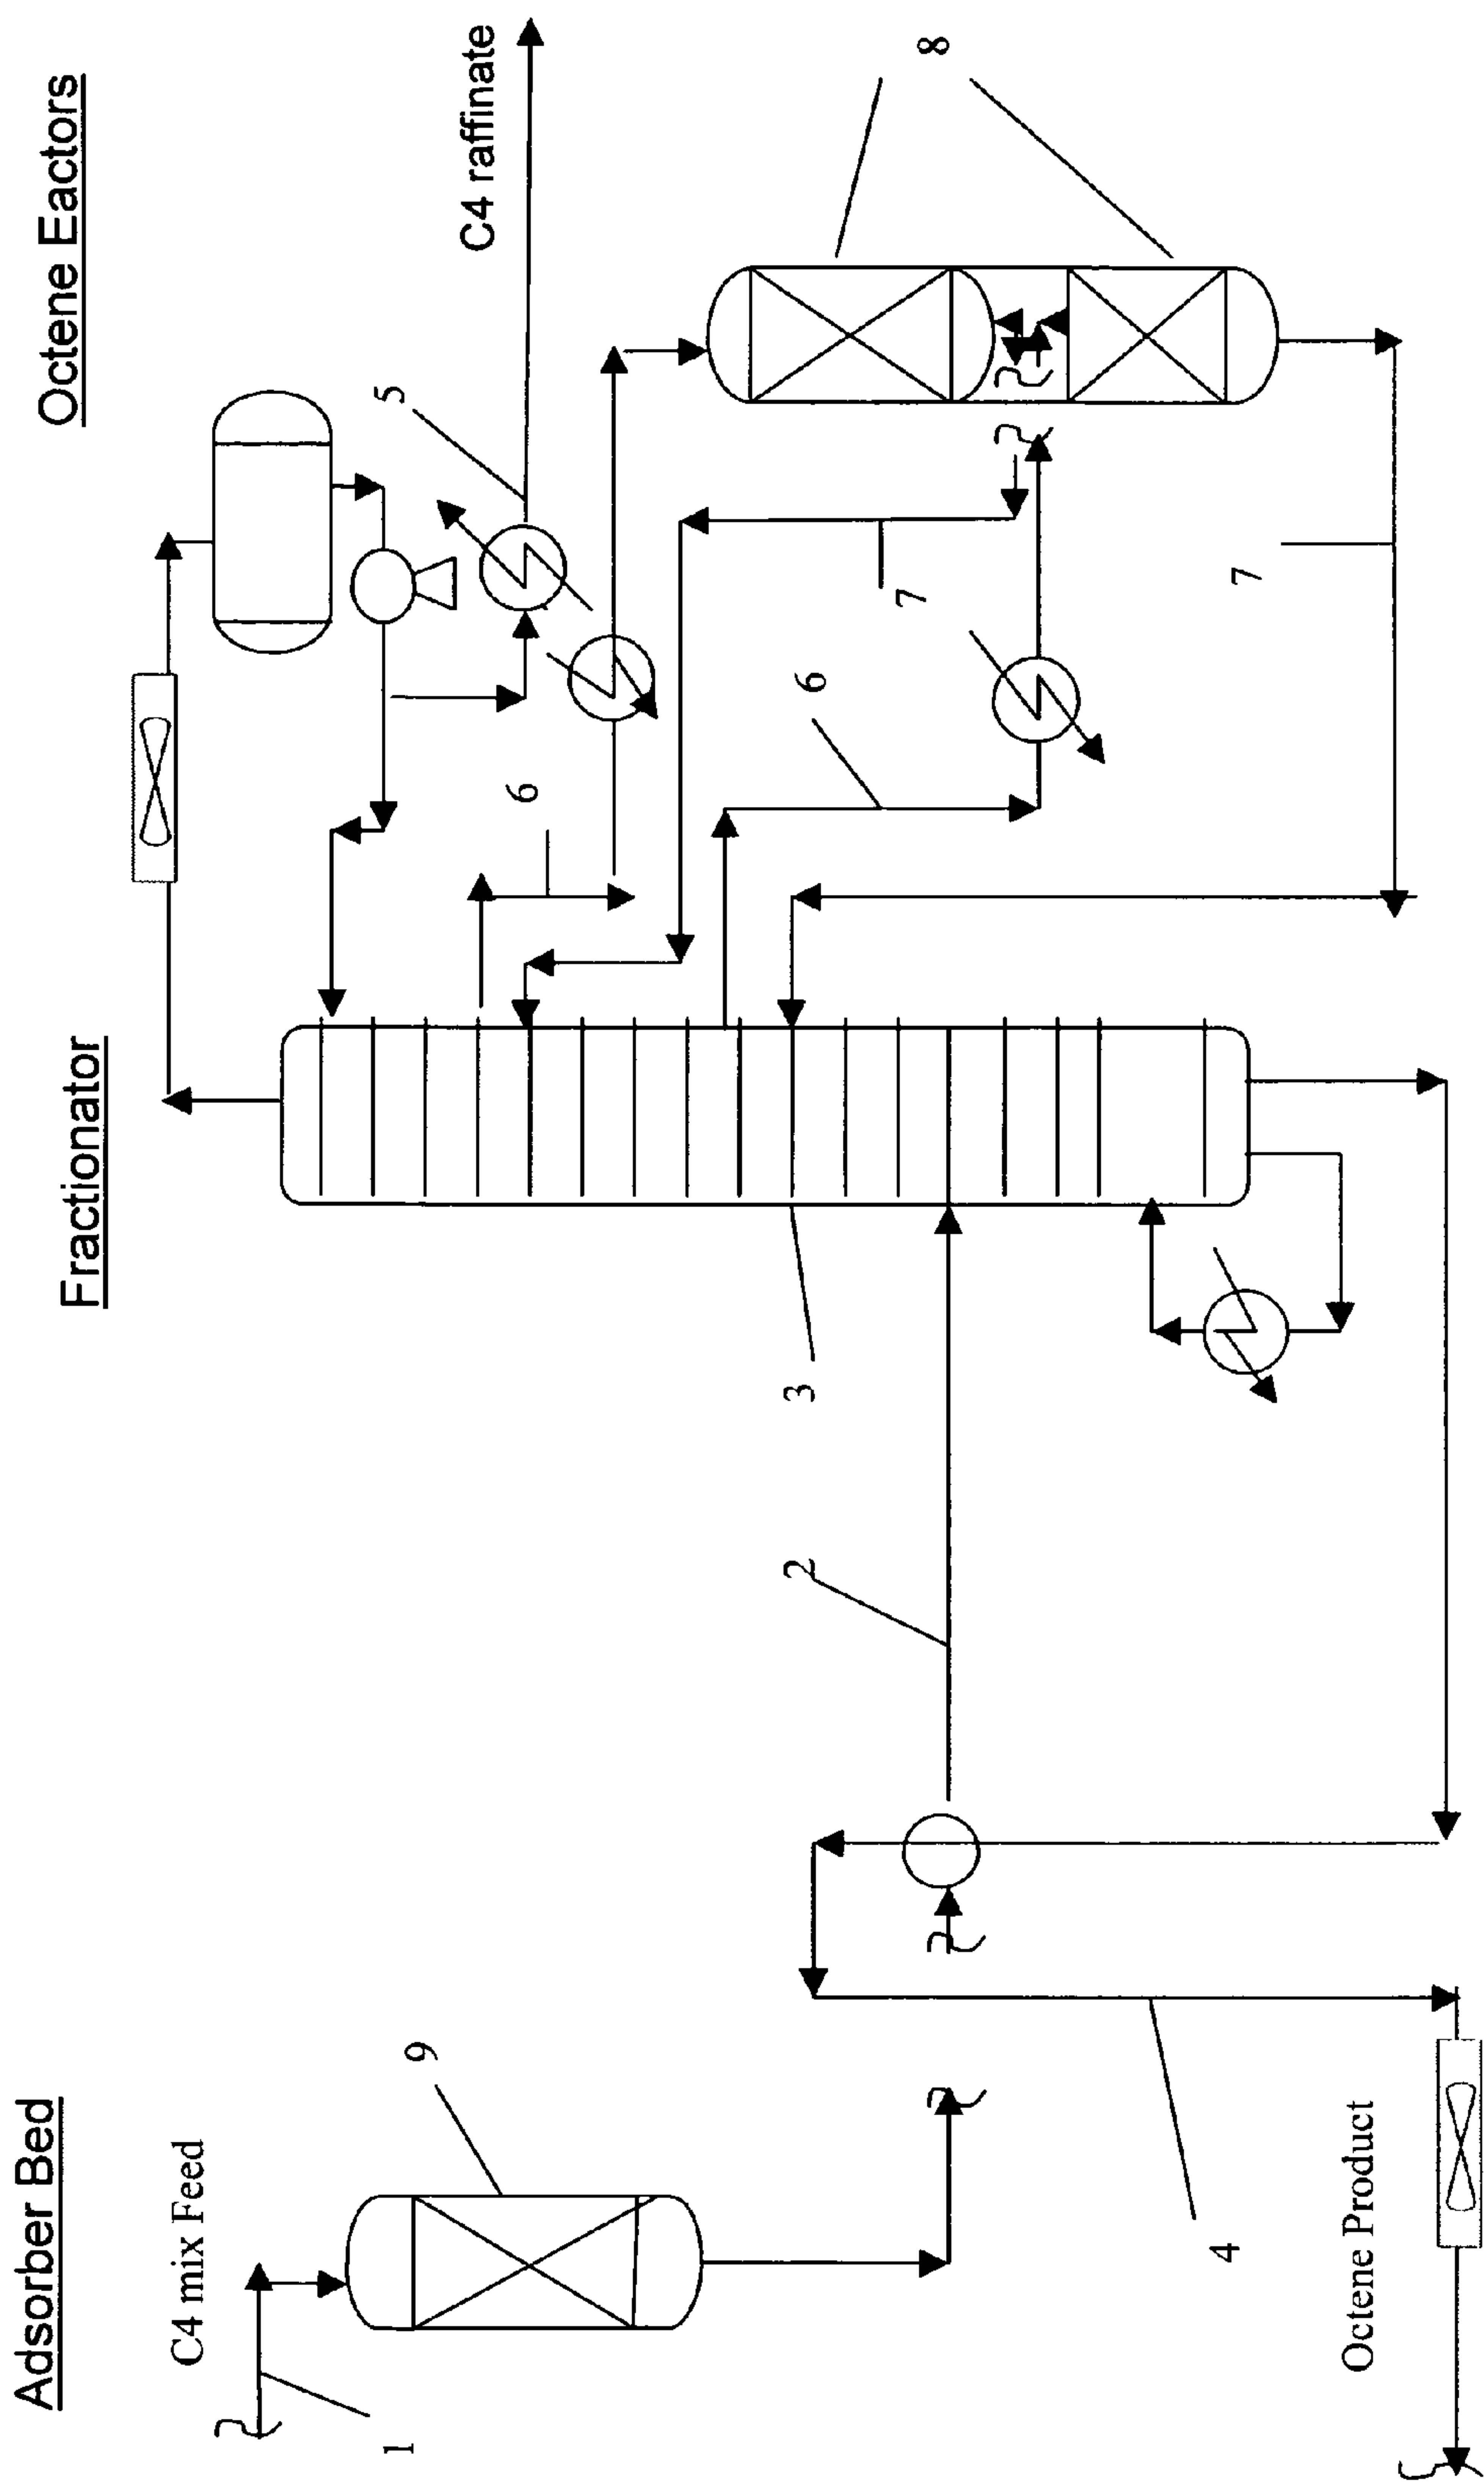 Adsorber Bed
Fractionator
Octene Eactors
C4 mix Feed
C4 raffinate
1
9
2
3
4
5
6
6
7
7
8
Octene Product